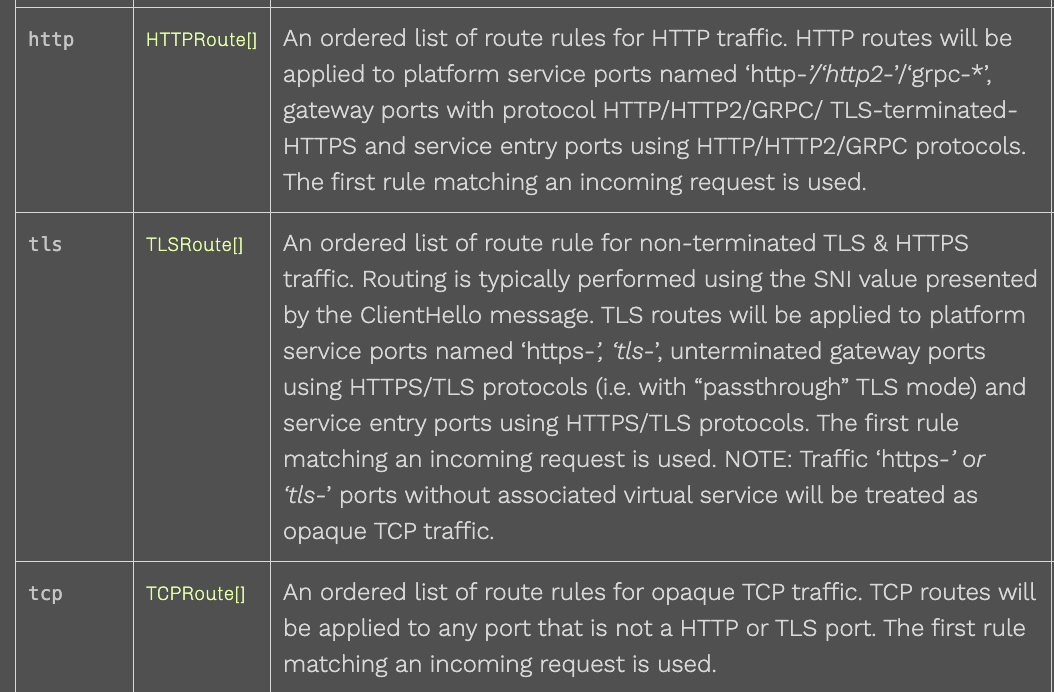 http HTTPRoute[] An ordered list of route rules for HTTP traffic. HTTP routes will be
applied to platform service ports named ‘http-’/‘http2-’/‘grpc-*’,
gateway ports with protocol HTTP/HTTP2/GRPC/ TLS-terminated-
HTTPS and service entry ports using HTTP/HTTP2/GRPC protocols.
The first rule matching an incoming request is used.
tls TLSRoute[] An ordered list of route rule for non-terminated TLS & HTTPS
traffic. Routing is typically performed using the SNI value presented
by the ClientHello message. TLS routes will be applied to platform
service ports named ‘https-’, ‘tls-’, unterminated gateway ports
using HTTPS/TLS protocols (i.e. with “passthrough” TLS mode) and
service entry ports using HTTPS/TLS protocols. The first rule
matching an incoming request is used. NOTE: Traffic ‘https-’ or
‘tls-’ ports without associated virtual service will be treated as
opaque TCP traffic.
tcp TCPRoute[] An ordered list of route rules for opaque TCP traffic. TCP routes will
be applied to any port that is not a HTTP or TLS port. The first rule
matching an incoming request is used.